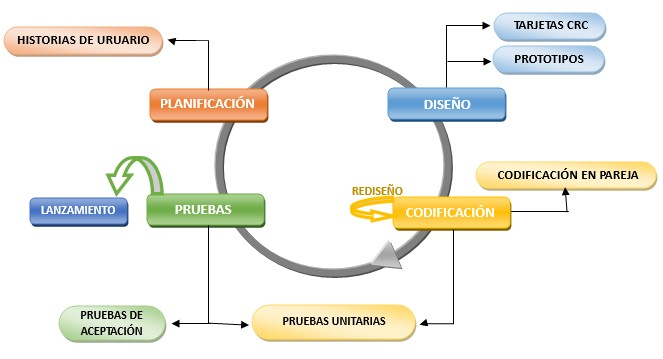 TARJETAS CRC
HISTORIAS DE URUARIO
PROTOTIPOS
PLANIFICACIÓN
DISEÑO
CODIFICACIÓN EN PAREJA
REDISEÑO
LANZAMIENTO
PRUEBAS
CODIFICACIÓN
PRUEBAS DE
ACEPTACIÓN
PRUEBAS UNITARIAS